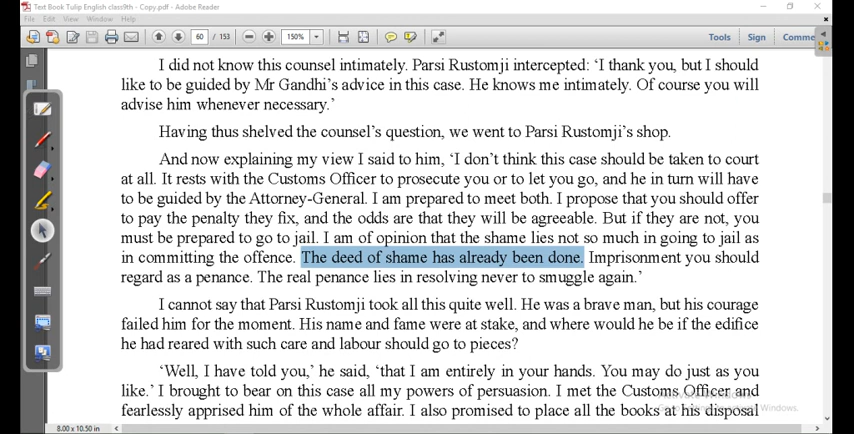 Test Book Tulip English class9th - Copy.pdf - Adobe Reader
File Edit View Window Help
60 / 153 150% Tools Sign Comme
I did not know this counsel intimately. Parsi Rustomji intercepted: ‘I thank you, but I should
like to be guided by Mr Gandhi’s advice in this case. He knows me intimately. Of course you will
advise him whenever necessary.’
Having thus shelved the counsel’s question, we went to Parsi Rustomji’s shop.
And now explaining my view I said to him, ‘I don’t think this case should be taken to court
at all. It rests with the Customs Officer to prosecute you or to let you go, and he in turn will have
to be guided by the Attorney-General. I am prepared to meet both. I propose that you should offer
to pay the penalty they fix, and the odds are that they will be agreeable. But if they are not, you
must be prepared to go to jail. I am of opinion that the shame lies not so much in going to jail as
in committing the offence. The deed of shame has already been done. Imprisonment you should
regard as a penance. The real penance lies in resolving never to smuggle again.’
I cannot say that Parsi Rustomji took all this quite well. He was a brave man, but his courage
failed him for the moment. His name and fame were at stake, and where would he be if the edifice
he had reared with such care and labour should go to pieces?
‘Well, I have told you,’ he said, ‘that I am entirely in your hands. You may do just as you
like.’ I brought to bear on this case all my powers of persuasion. I met the Customs Officer and
fearlessly apprised him of the whole affair. I also promised to place all the books at his disposal
8.00 x 10.50 in